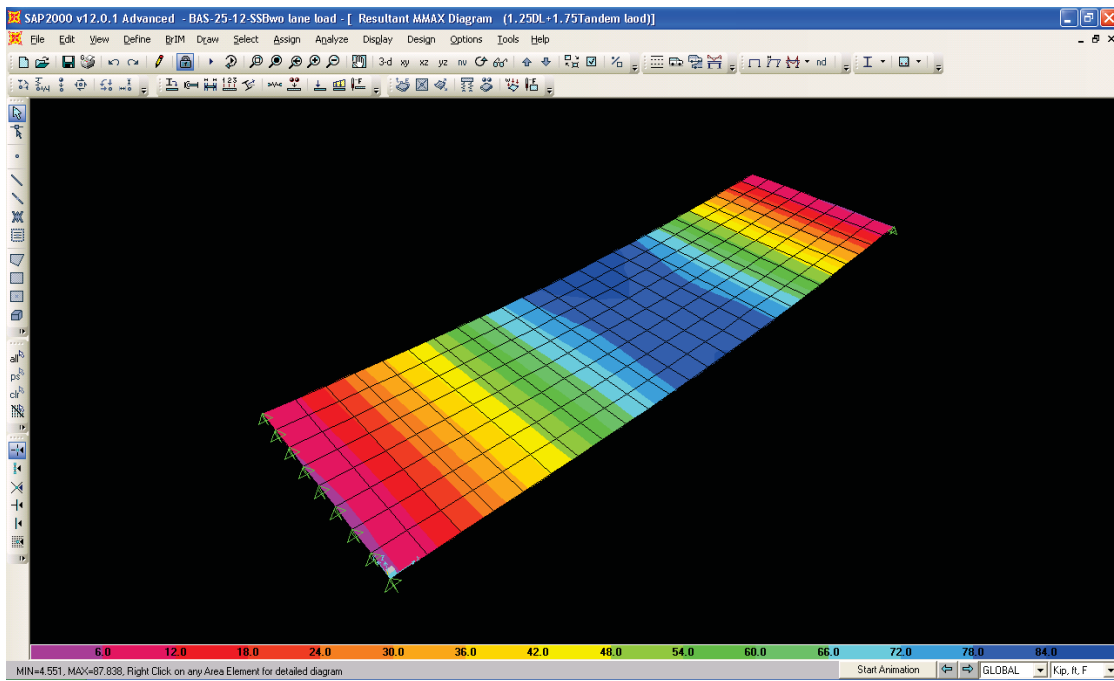 SAP2000 v12.0.1 Advanced - BAS-25-12-SSBwo lane load - [ Resultant MMAX Diagram (1.25DL+1.75Tandem laod)]
File Edit View Define BrIM Draw Select Assign Analyze Display Design Options Tools Help
3-d xy xz yz nv nd
all
ps
clr
6.0 12.0 18.0 24.0 30.0 36.0 42.0 48.0 54.0 60.0 66.0 72.0 78.0 84.0
MIN=4.551, MAX=87.838, Right Click on any Area Element for detailed diagram Start Animation GLOBAL Kip, ft, F